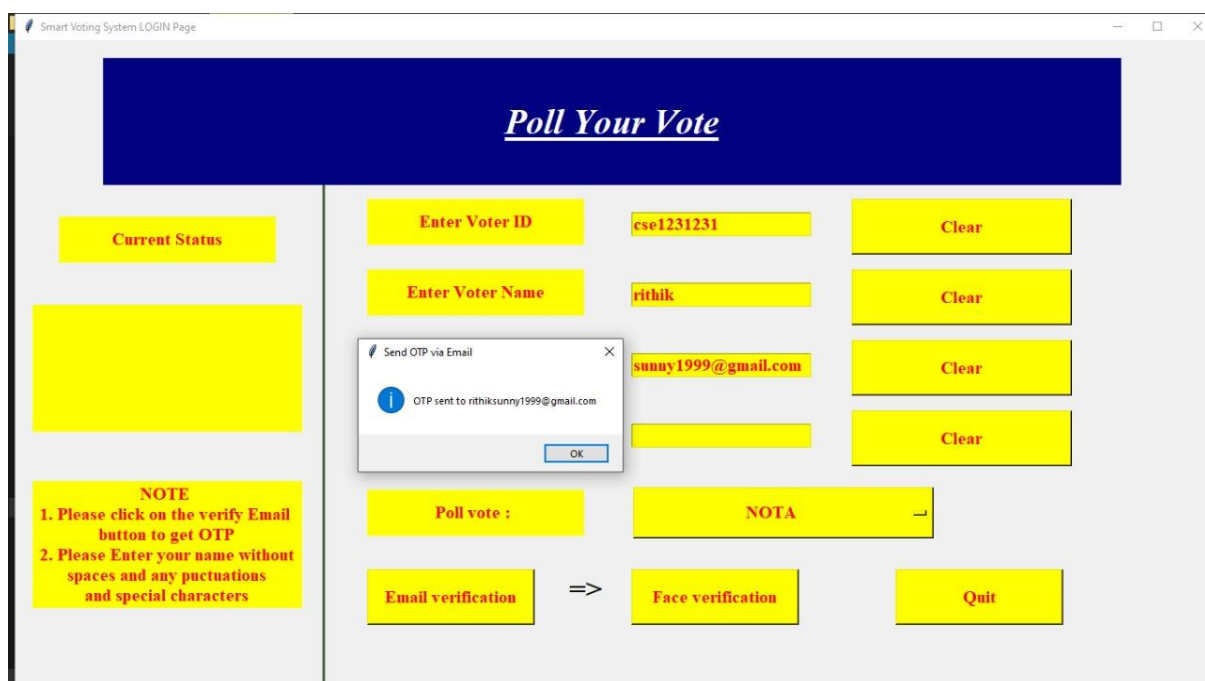 Smart Voting System LOGIN Page
Poll Your Vote
Current Status
Enter Voter ID
cse1231231
Clear
Enter Voter Name
rithik
Clear
Send OTP via Email
OTP sent to rithiksunny1999@gmail.com
OK
sunny1999@gmail.com
Clear
Clear
NOTE
1. Please click on the verify Email
button to get OTP
2. Please Enter your name without
spaces and any puctuations
and special characters
Poll vote :
NOTA
Email verification
=>
Face verification
Quit